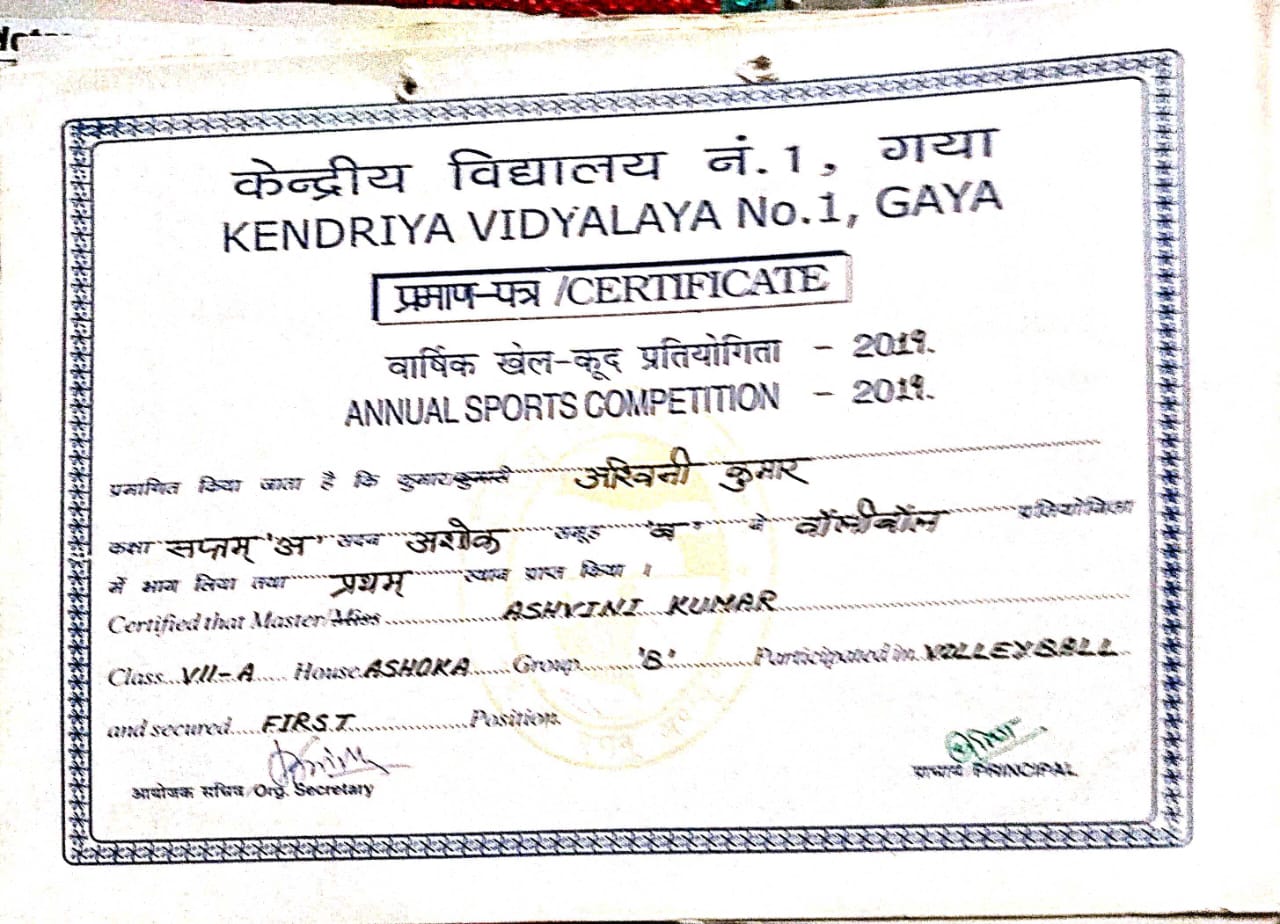 केन्द्रीय विद्यालय नं.1, गया
KENDRIYA VIDYALAYA No.1, GAYA
प्रमाण-पत्र /CERTIFICATE
वार्षिक खेल-कूद प्रतियोगिता - 2019.
ANNUAL SPORTS COMPETITION - 2019.
प्रमाणित किया जाता है कि कुमार/कुमारी अश्विनी कुमार
कक्षा सप्तम् 'अ' सदन अशोक समूह 'ब' ने वॉलीबॉल प्रतियोगिता
में भाग लिया तथा प्रथम् स्थान प्राप्त किया ।
Certified that Master/Miss ASHVINI KUMAR
Class VII-A House ASHOKA Group 'B' Participated in VOLLEYBALL
and secured FIRST Position.
आयोजक सचिव/Org. Secretary
प्राचार्य PRINCIPAL